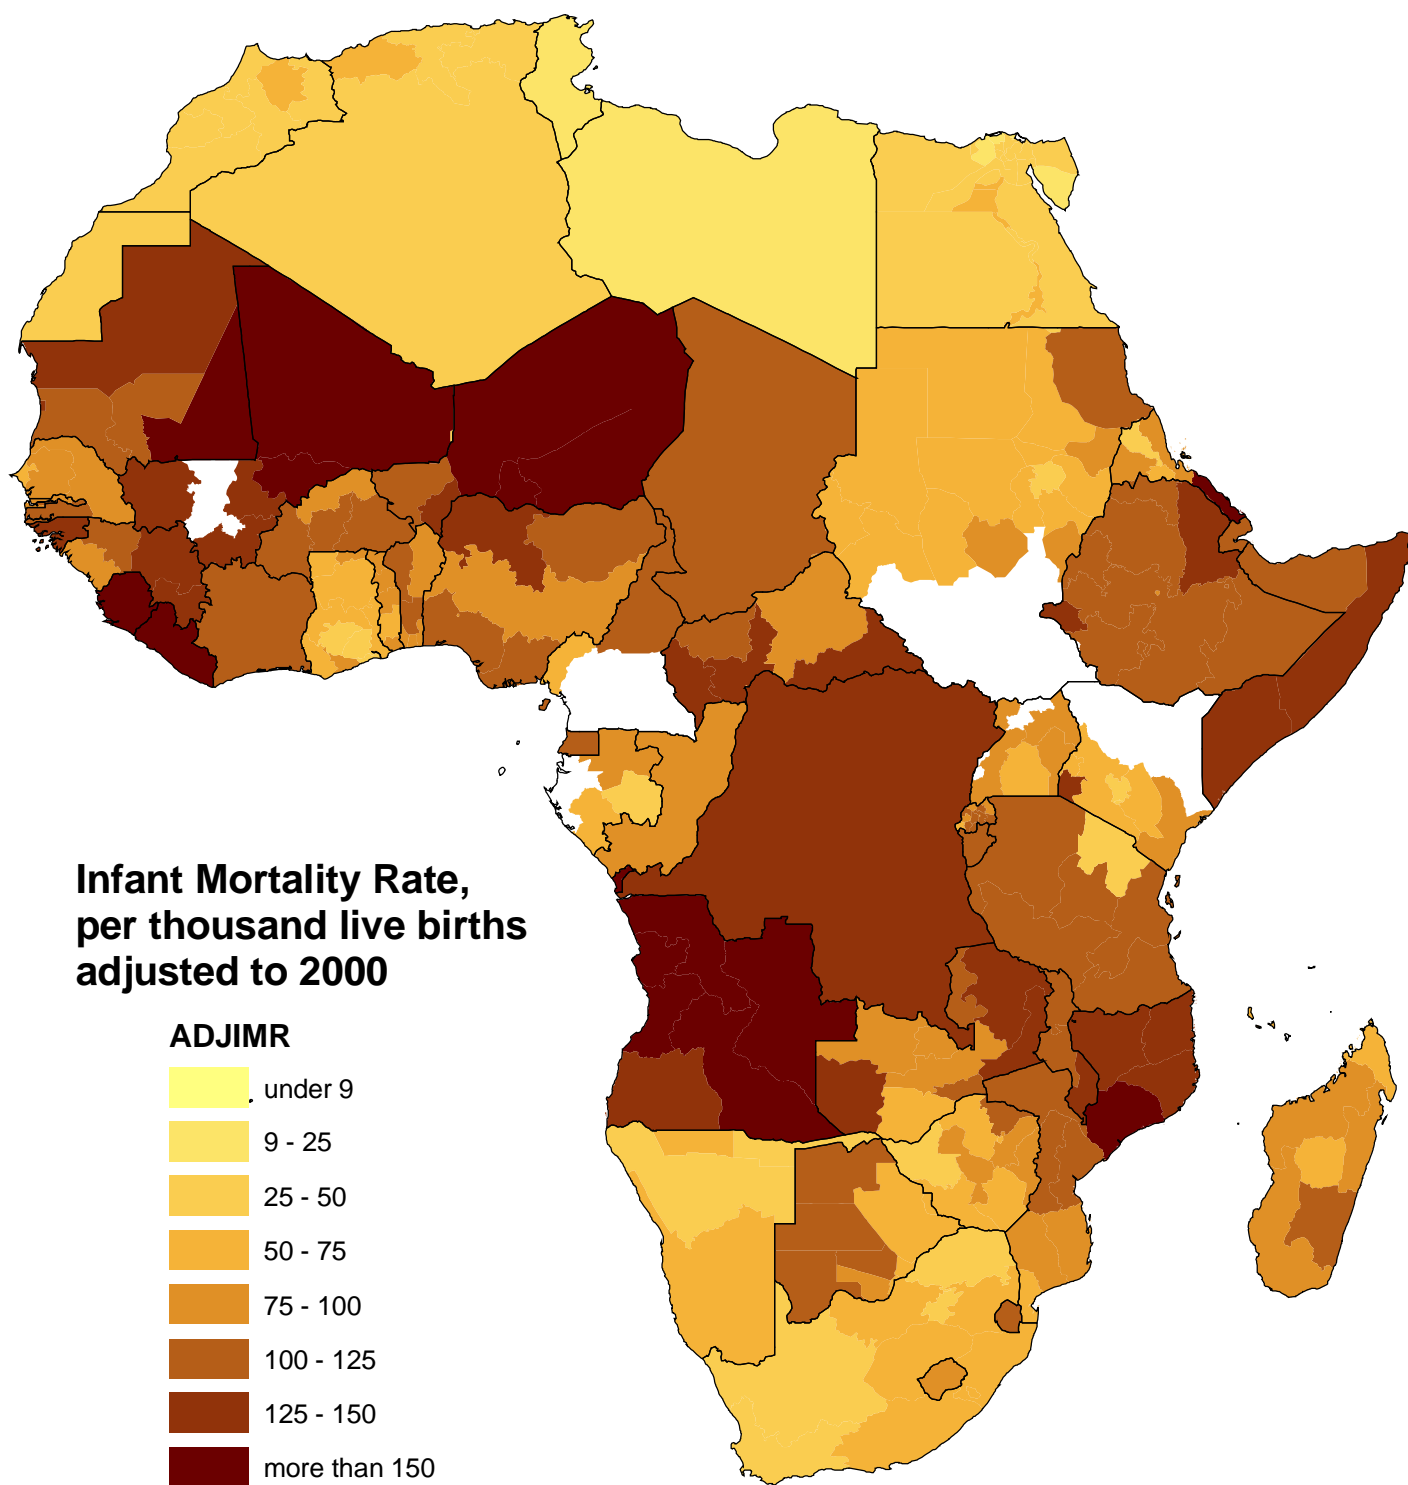 Infant Mortality Rate,
per thousand live births
adjusted to 2000
ADJIMR
under 9
9 - 25
25 - 50
50 - 75
75 - 100
100 - 125
125 - 150
more than 150